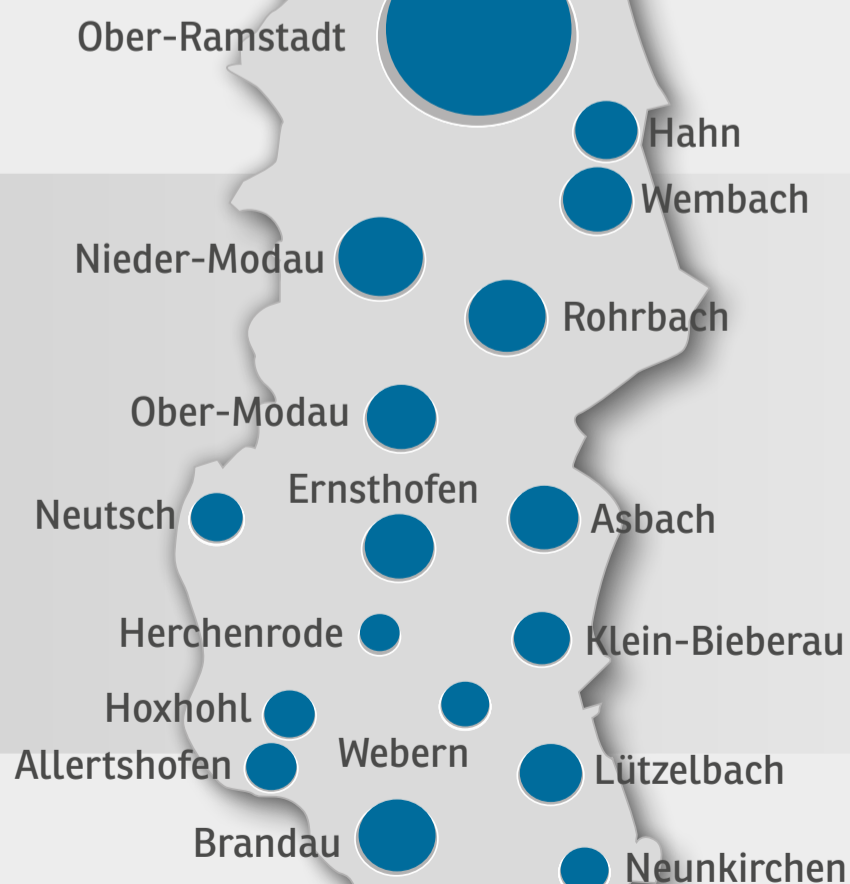 Ober-Ramstadt
Hahn
Wembach
Nieder-Modau
Rohrbach
Ober-Modau
Ernsthofen
Neutsch
Asbach
Herchenrode
Klein-Bieberau
Hoxhohl
Webern
Allertshofen
Lützelbach
Brandau
Neunkirchen